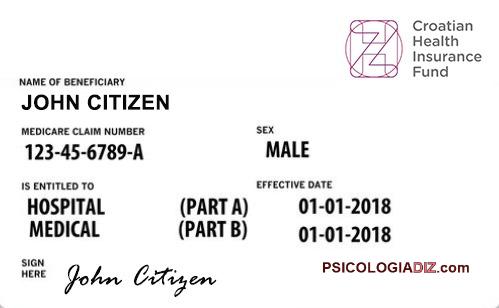 Croatian
Health
Insurance
Fund
NAME OF BENEFICIARY
JOHN CITIZEN
MEDICARE CLAIM NUMBER
SEX
123-45-6789-A
MALE
IS ENTITLED TO
EFFECTIVE DATE
HOSPITAL (PART A) 01-01-2018
MEDICAL (PART B) 01-01-2018
SIGN
HERE
John Citizen
PSICOLOGIADIZ.com